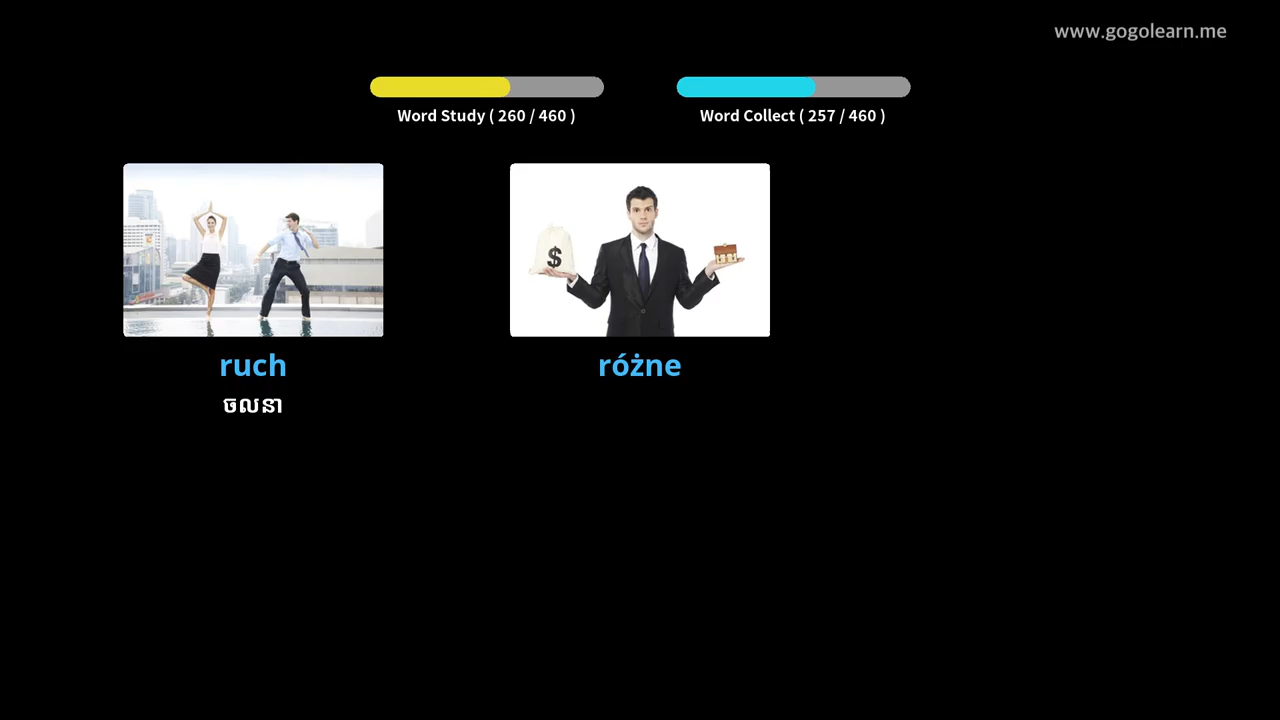 www.gogolearn.me
Word Study ( 260 / 460 )
Word Collect ( 257 / 460 )
$
ruch
ចលនា
różne